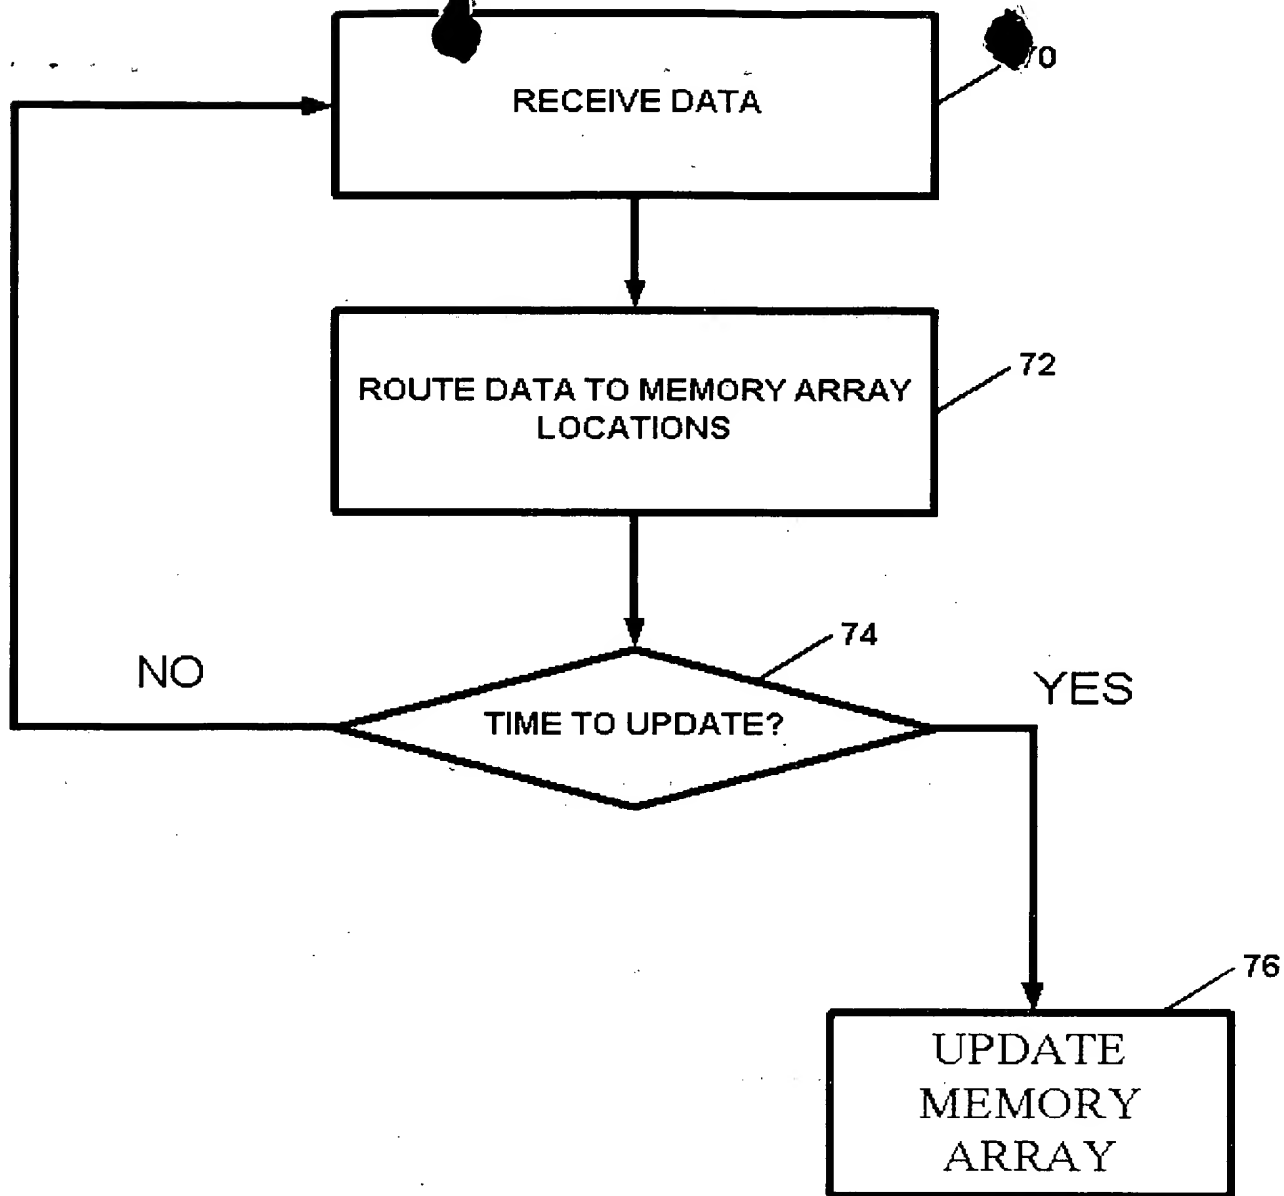 RECEIVE DATA
ROUTE DATA TO MEMORY ARRAY
LOCATIONS
72
74
NO
TIME TO UPDATE?
YES
76
UPDATE
MEMORY
ARRAY